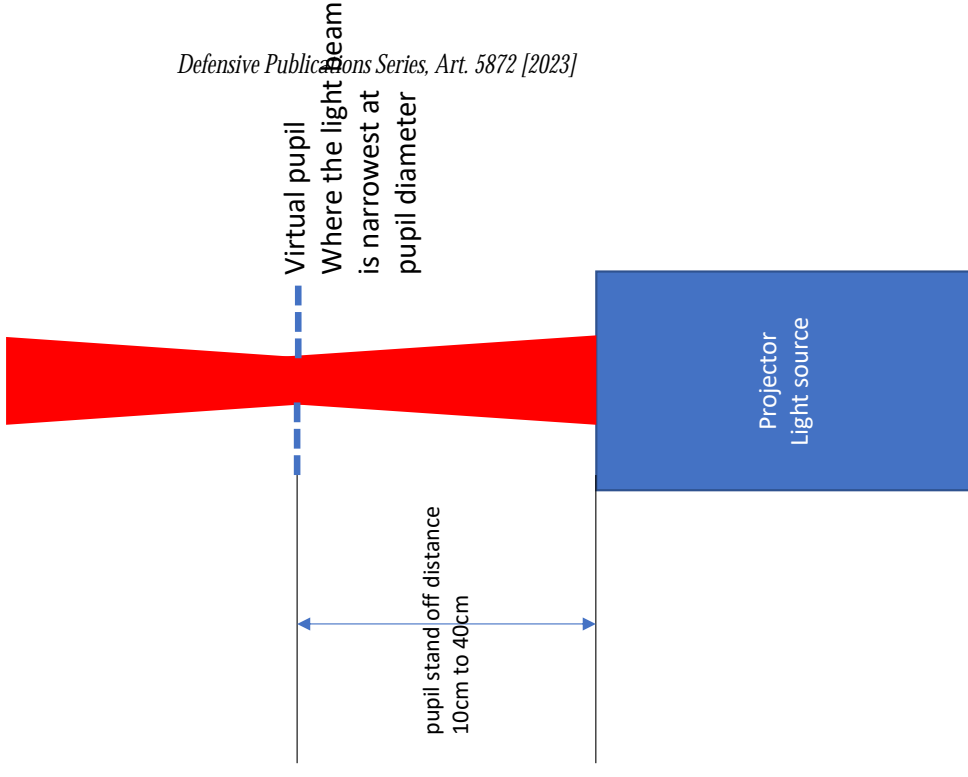 Defensive Publications Series, Art. 5872 [2023]
Virtual pupil
Where the light beam
is narrowest at
pupil diameter
pupil stand off distance
10cm to 40cm
Projector
Light source